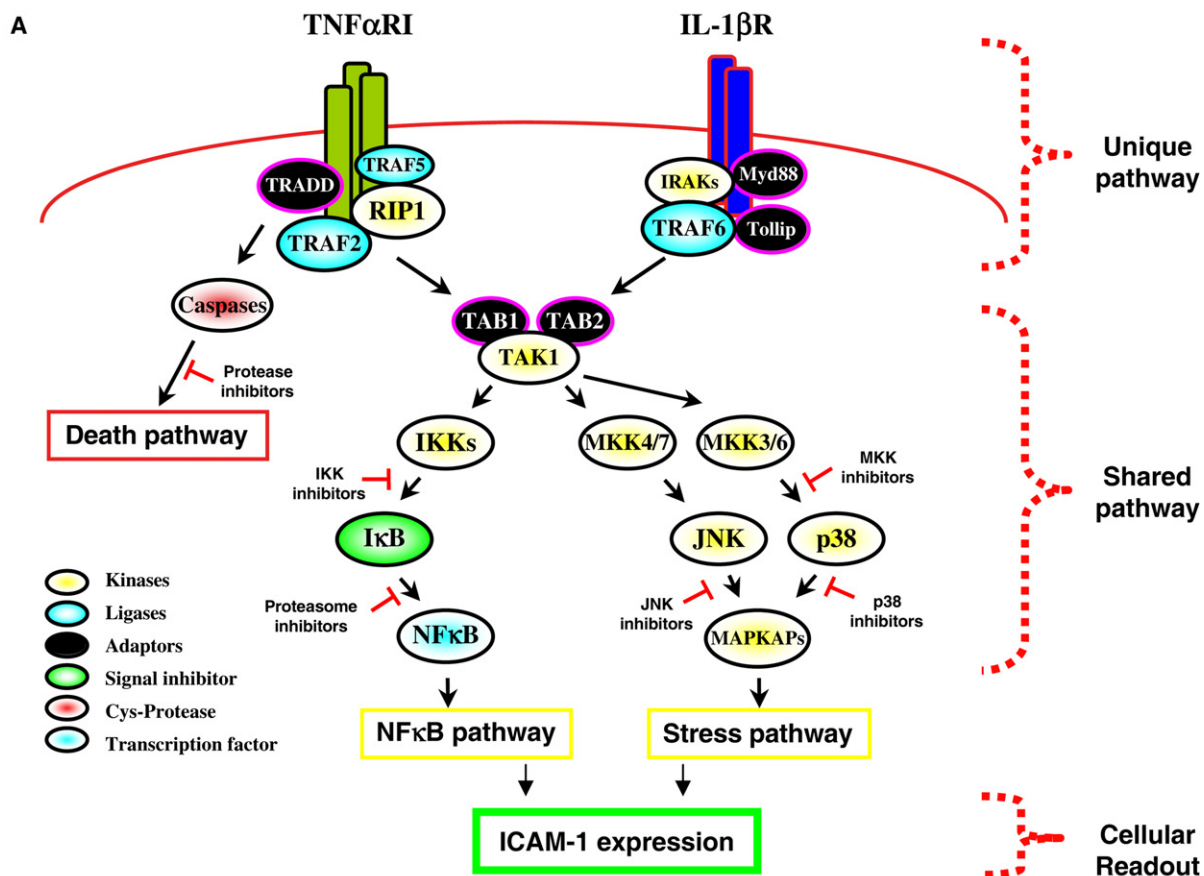 A
TNFαRI
IL-1βR
TRADD
TRAF5
RIP1
TRAF2
IRAKs
Myd88
TRAF6
Tollip
Unique
pathway
Caspases
TAB1
TAB2
TAK1
Protease
inhibitors
Death pathway
IKKs
MKK4/7
MKK3/6
IKK
inhibitors
MKK
inhibitors
Shared
pathway
IκB
JNK
p38
Proteasome
inhibitors
JNK
inhibitors
p38
inhibitors
NFκB
MAPKAPs
Kinases
Ligases
Adaptors
Signal inhibitor
Cys-Protease
Transcription factor
NFκB pathway
Stress pathway
ICAM-1 expression
Cellular
Readout